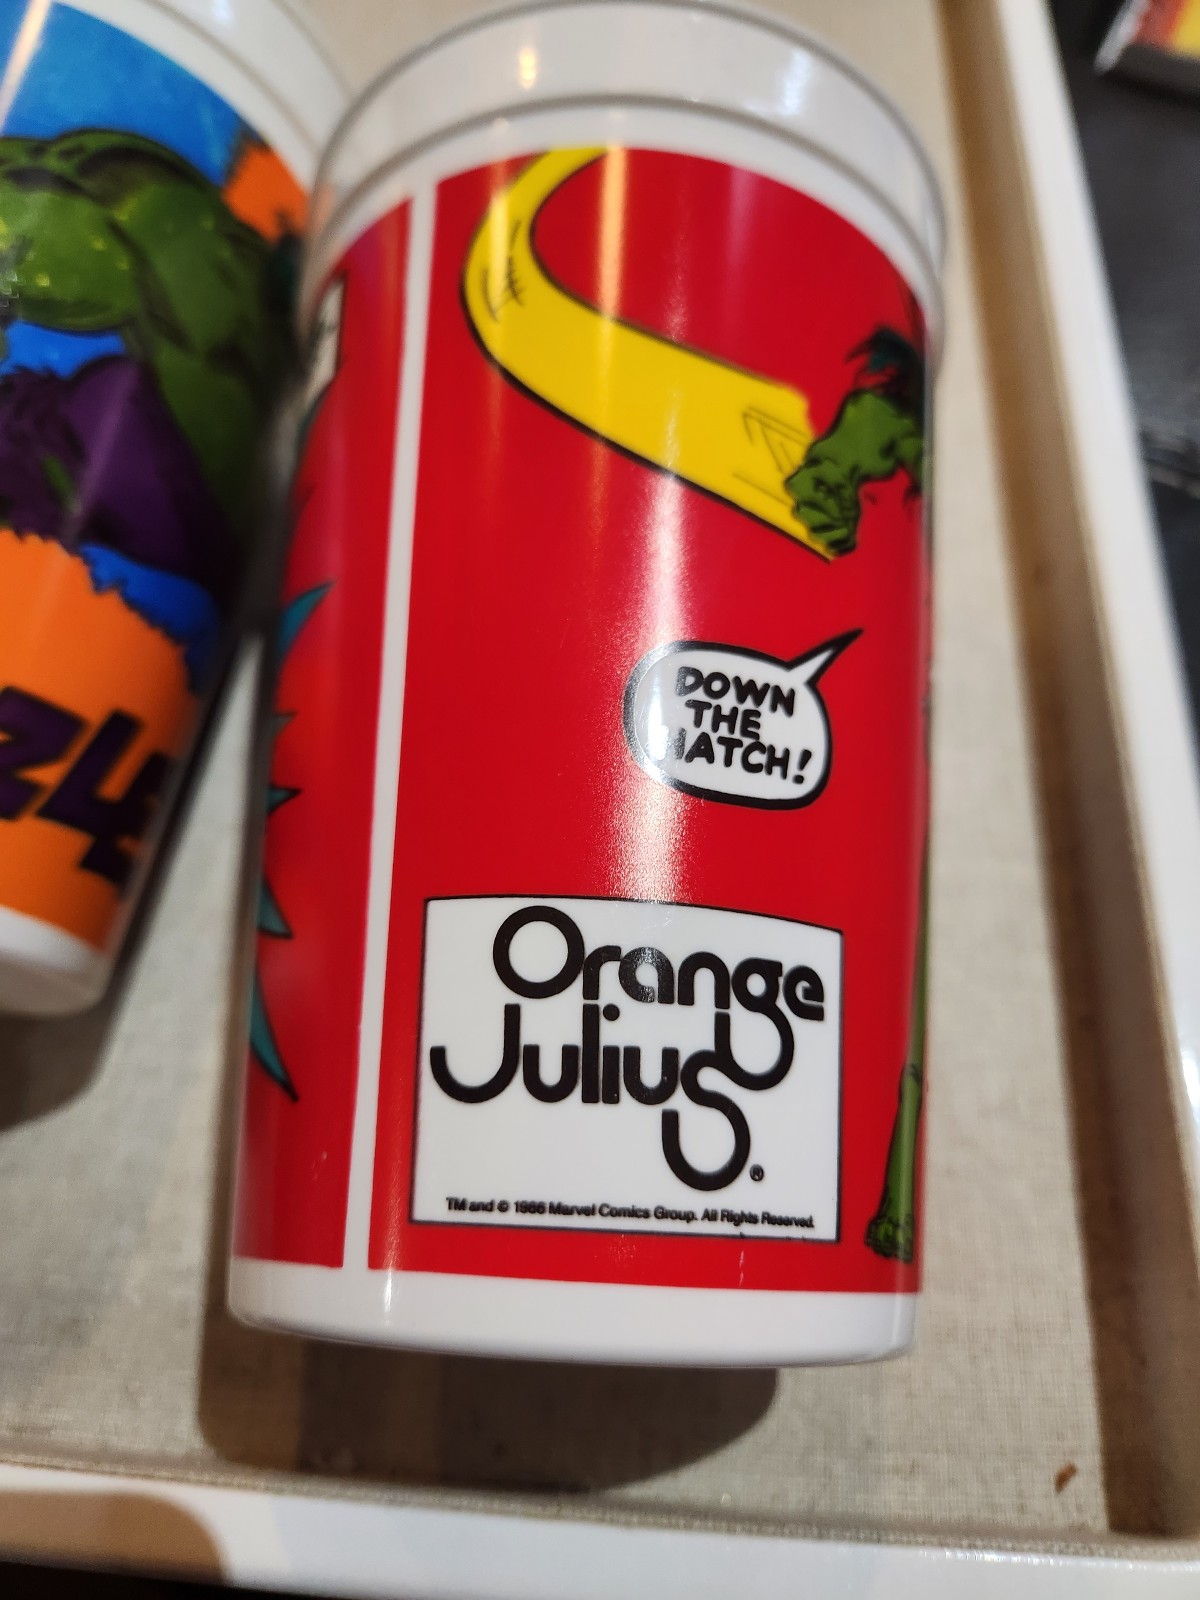 DOWN
THE
HATCH!
Orange
Julius®
TM and © 1986 Marvel Comics Group. All Rights Reserved.